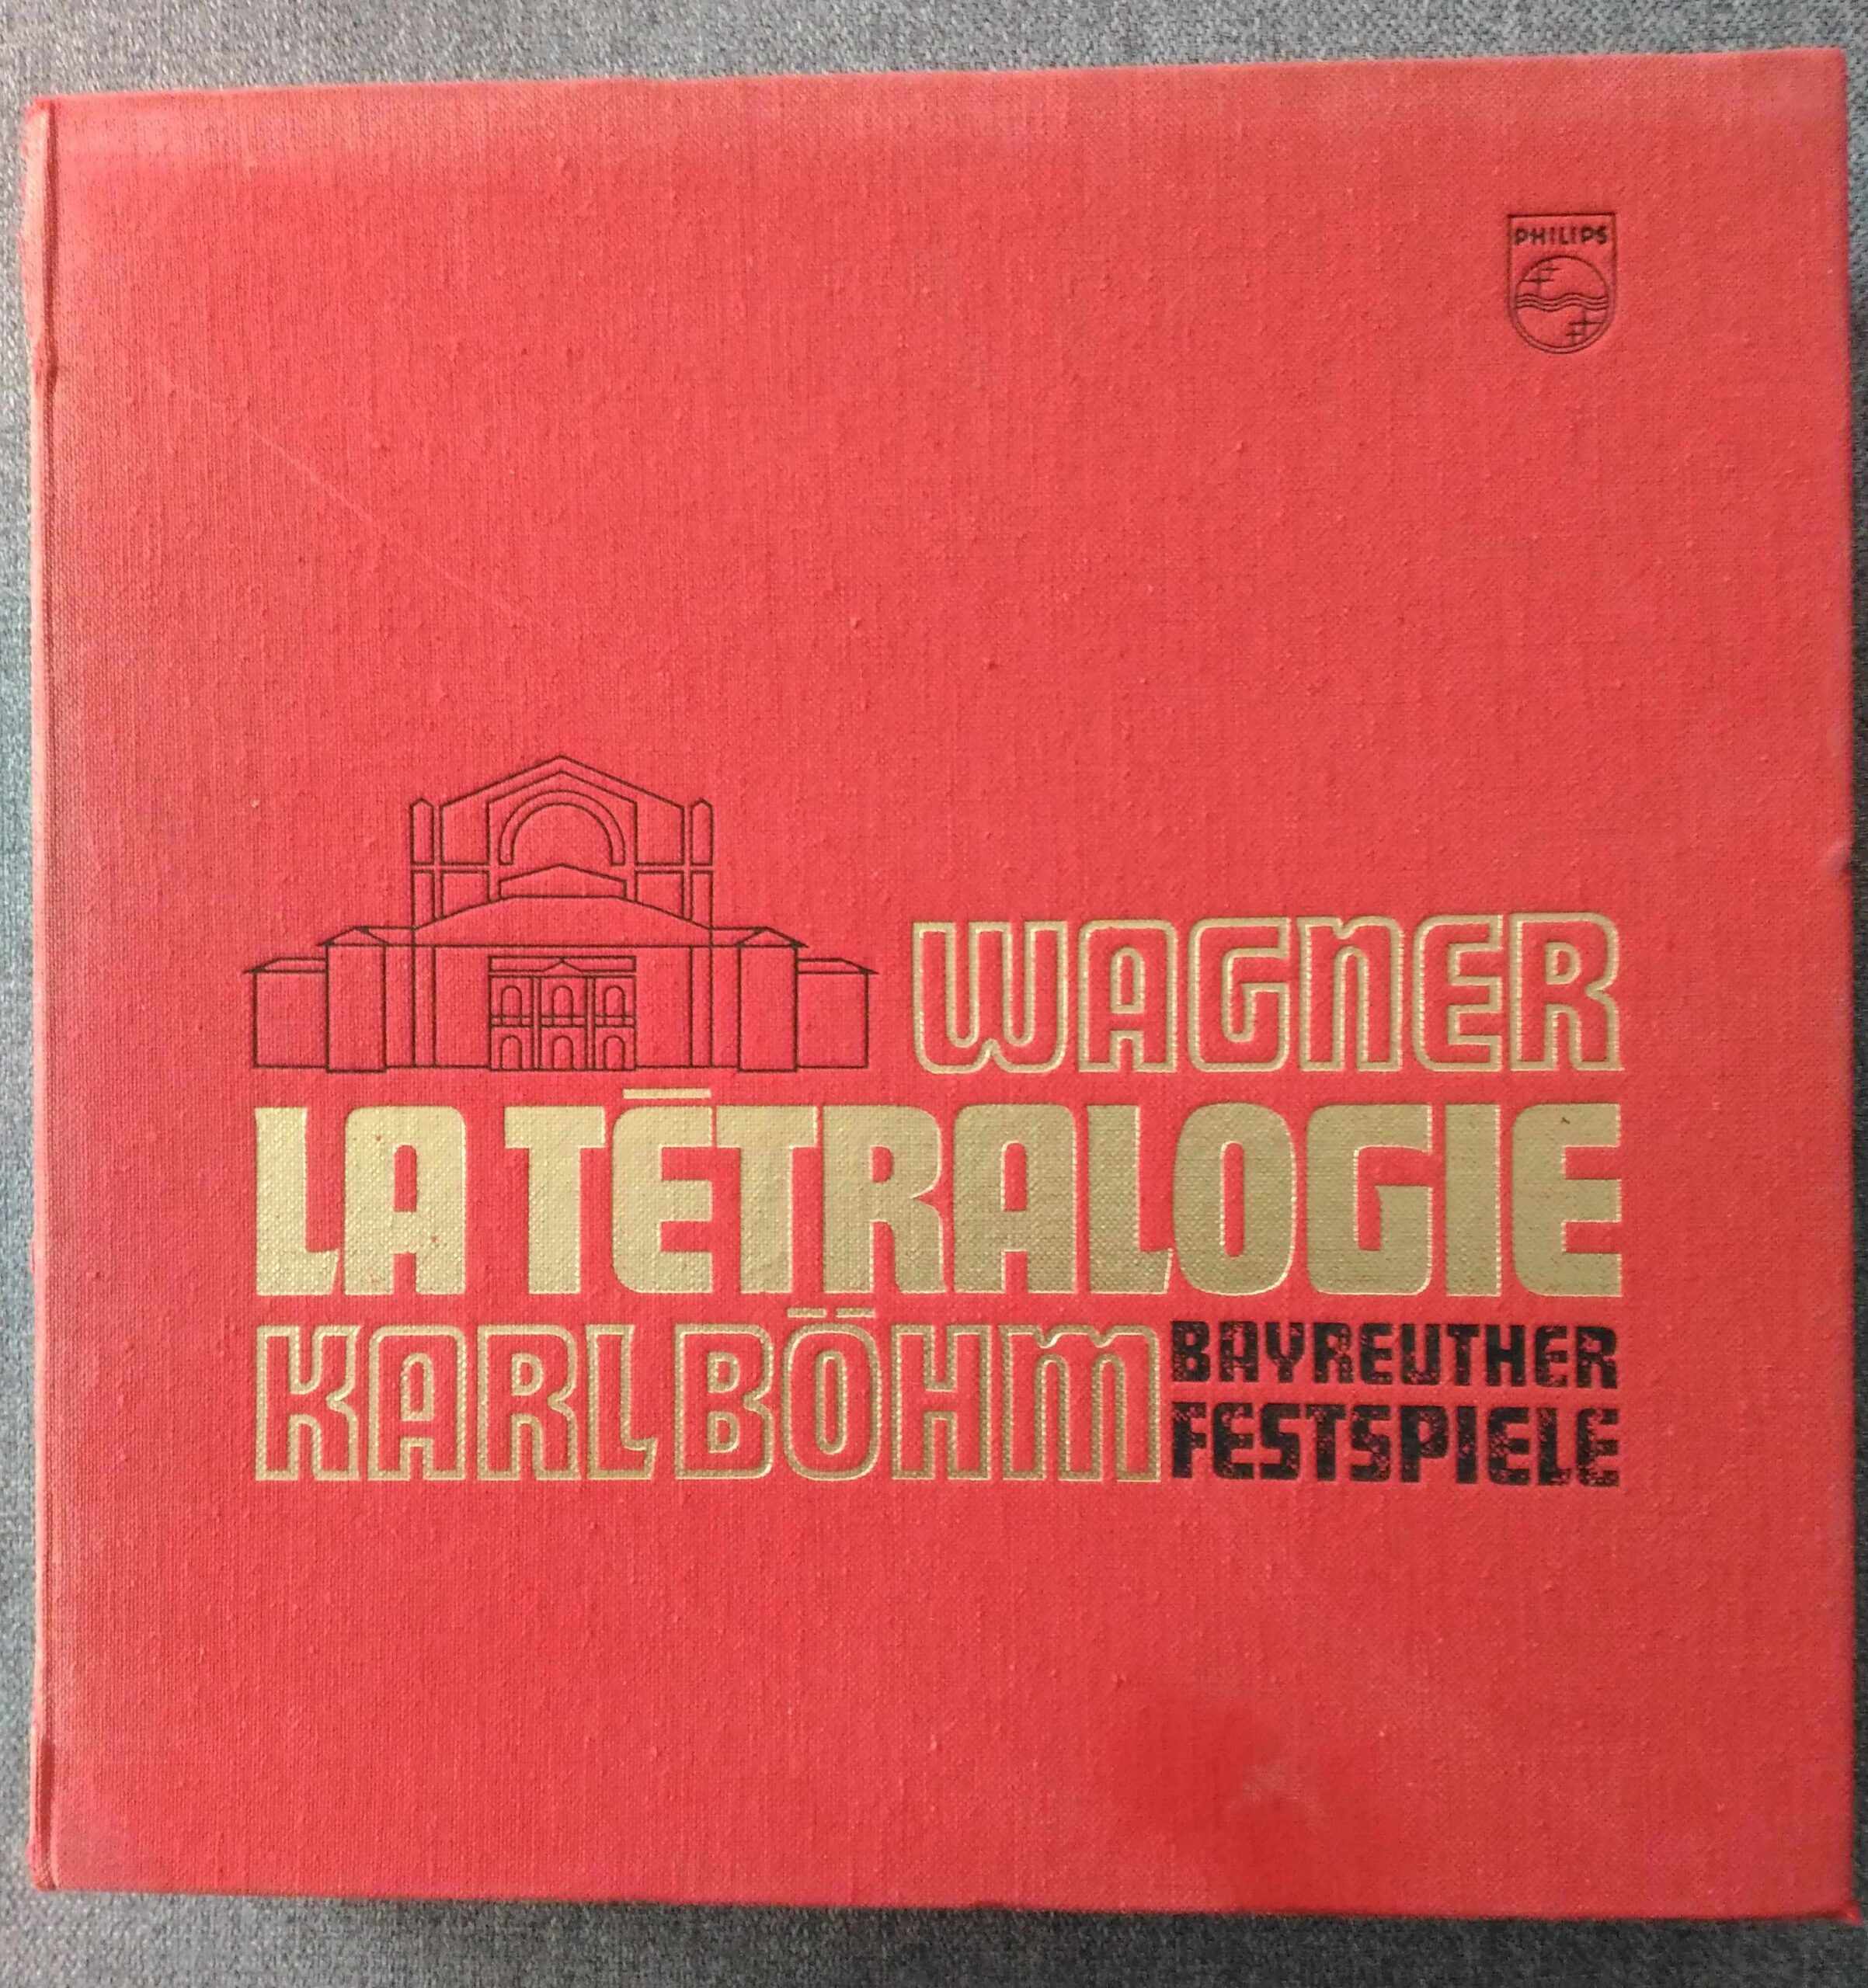 PHILIPS
WAGNER
LA TÉTRALOGIE
KARL BÖHM
BAYREUTHER
FESTSPIELE